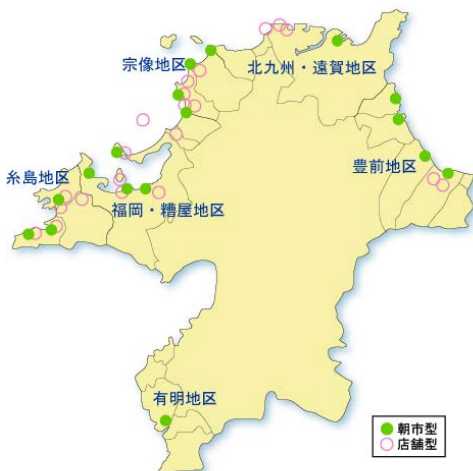 宗像地区
北九州・遠賀地区
豊前地区
糸島地区
福岡・糟屋地区
有明地区
朝市型
店舗型